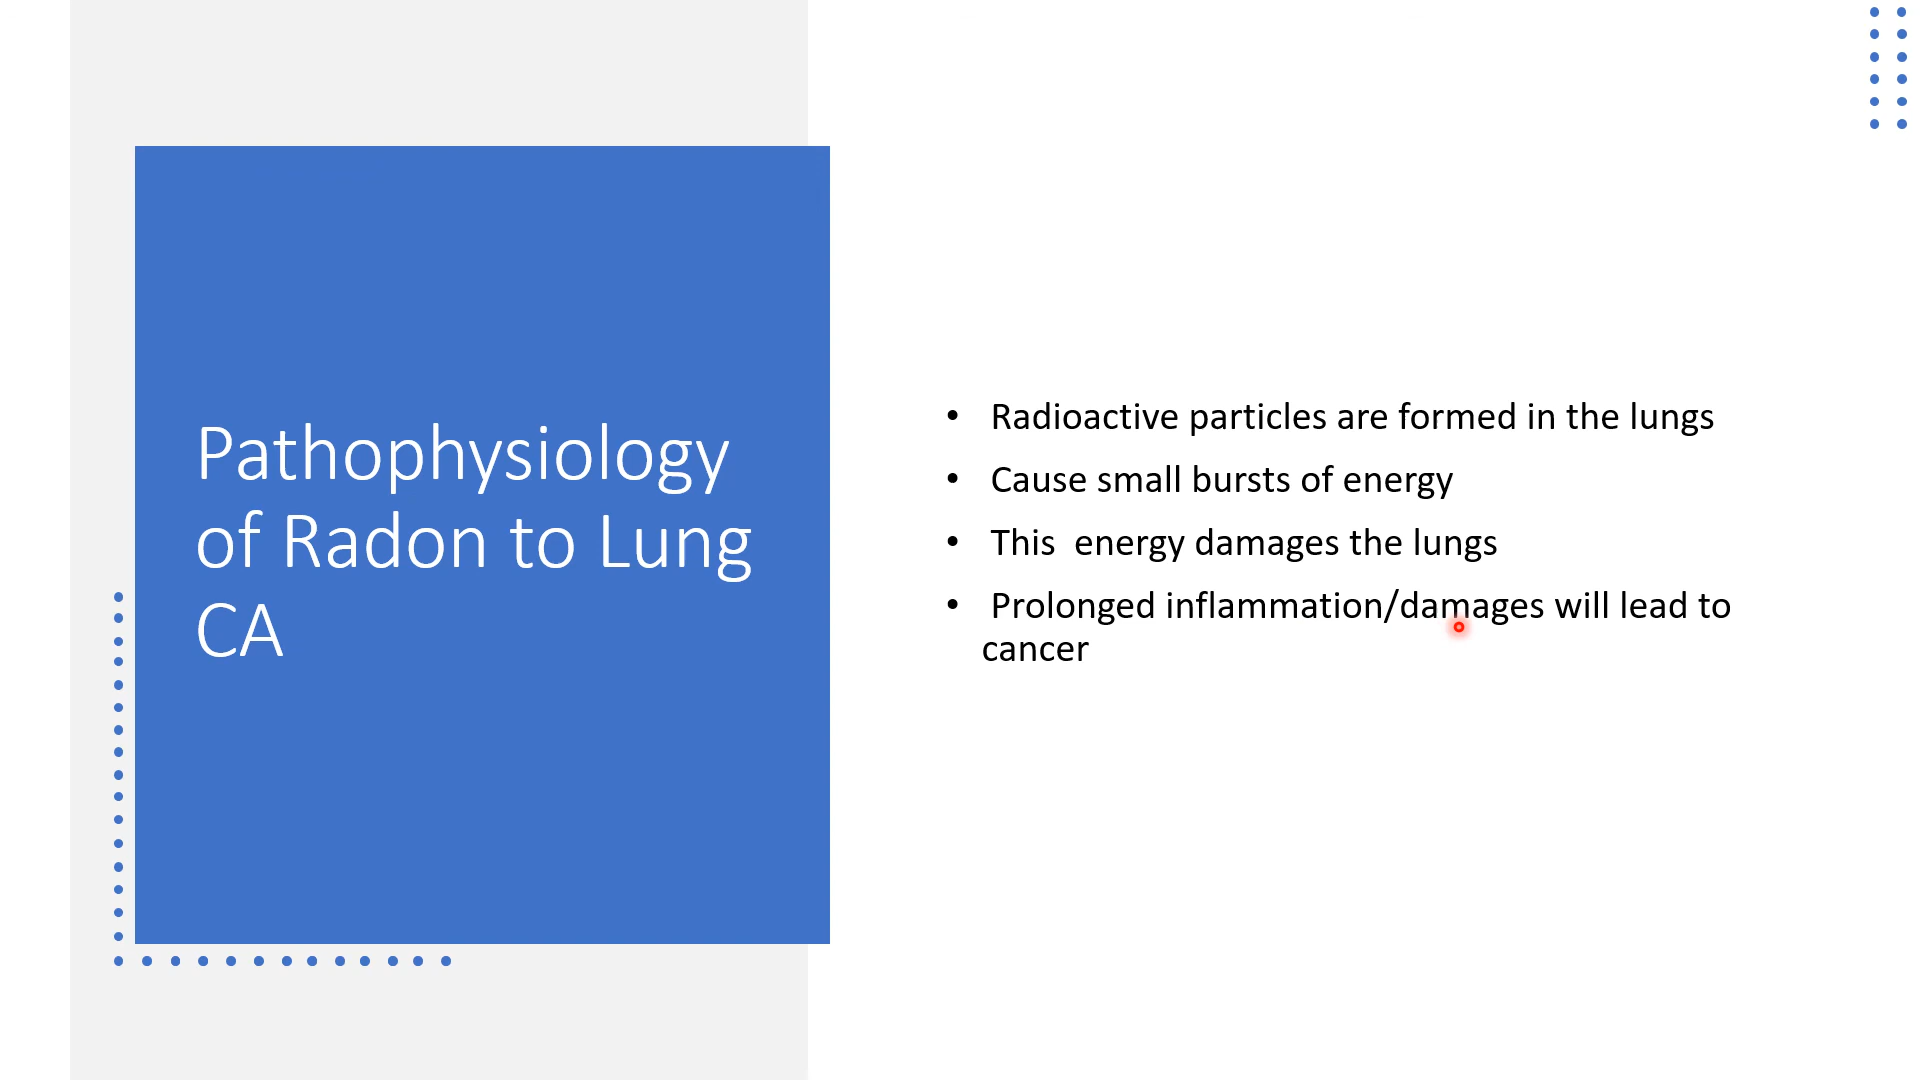 Pathophysiology
of Radon to Lung
CA
• Radioactive particles are formed in the lungs
• Cause small bursts of energy
• This  energy damages the lungs
• Prolonged inflammation/damages will lead to
cancer